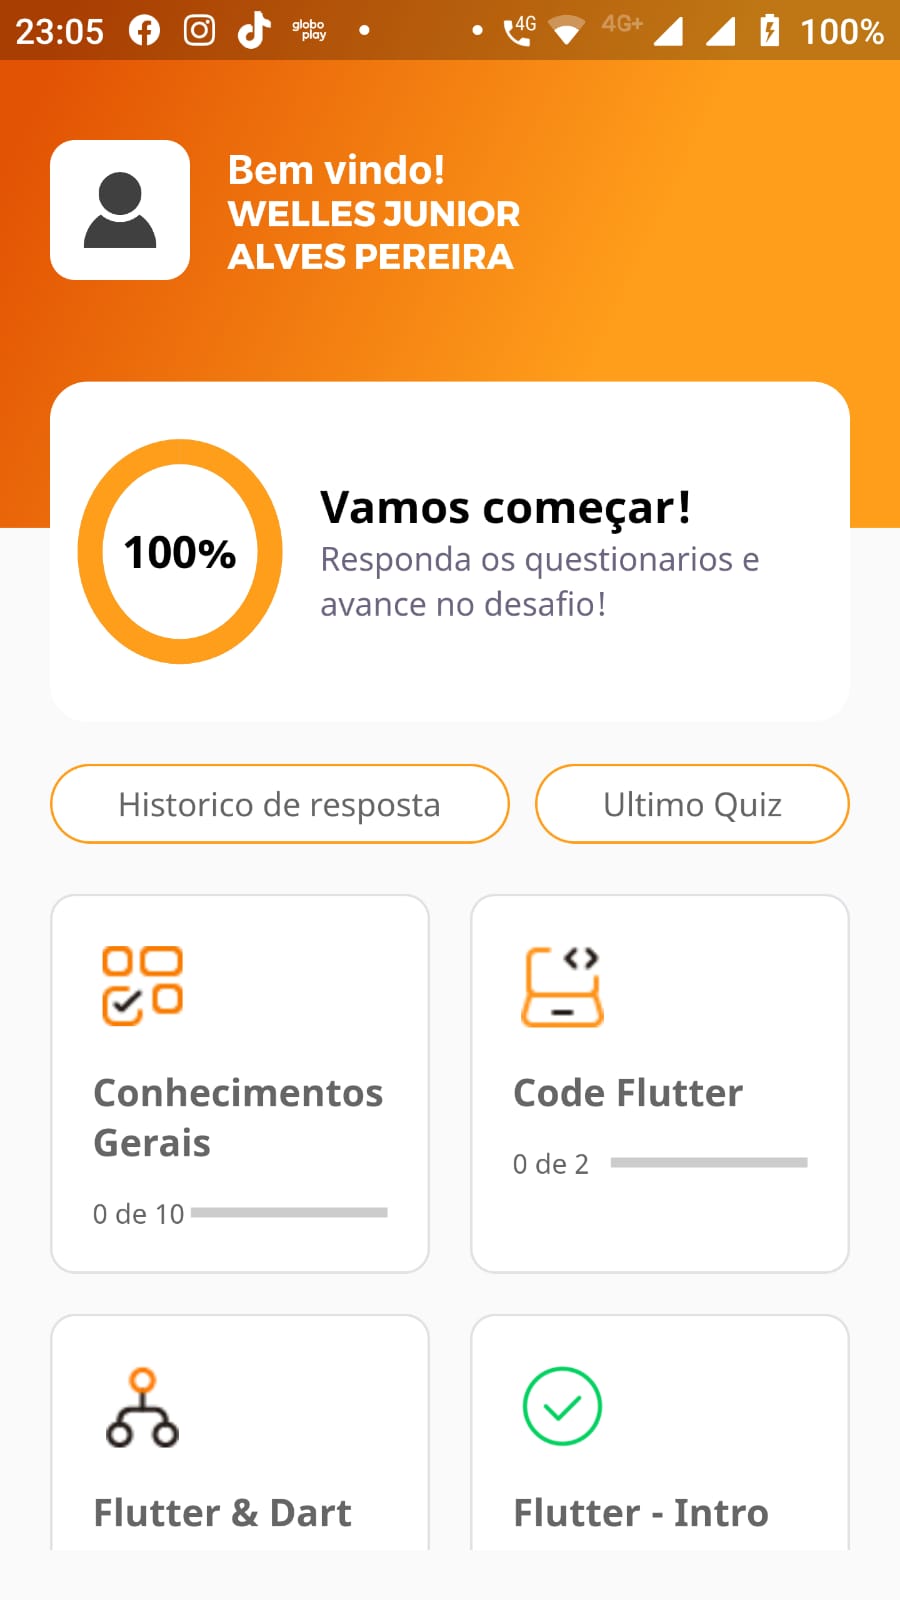 23:05
globo
play
4G
4G+
100%
Bem vindo!
WELLES JUNIOR
ALVES PEREIRA
100%
Vamos começar!
Responda os questionarios e
avance no desafio!
Historico de resposta
Ultimo Quiz
Conhecimentos
Gerais
0 de 10
Code Flutter
0 de 2
Flutter & Dart
Flutter - Intro